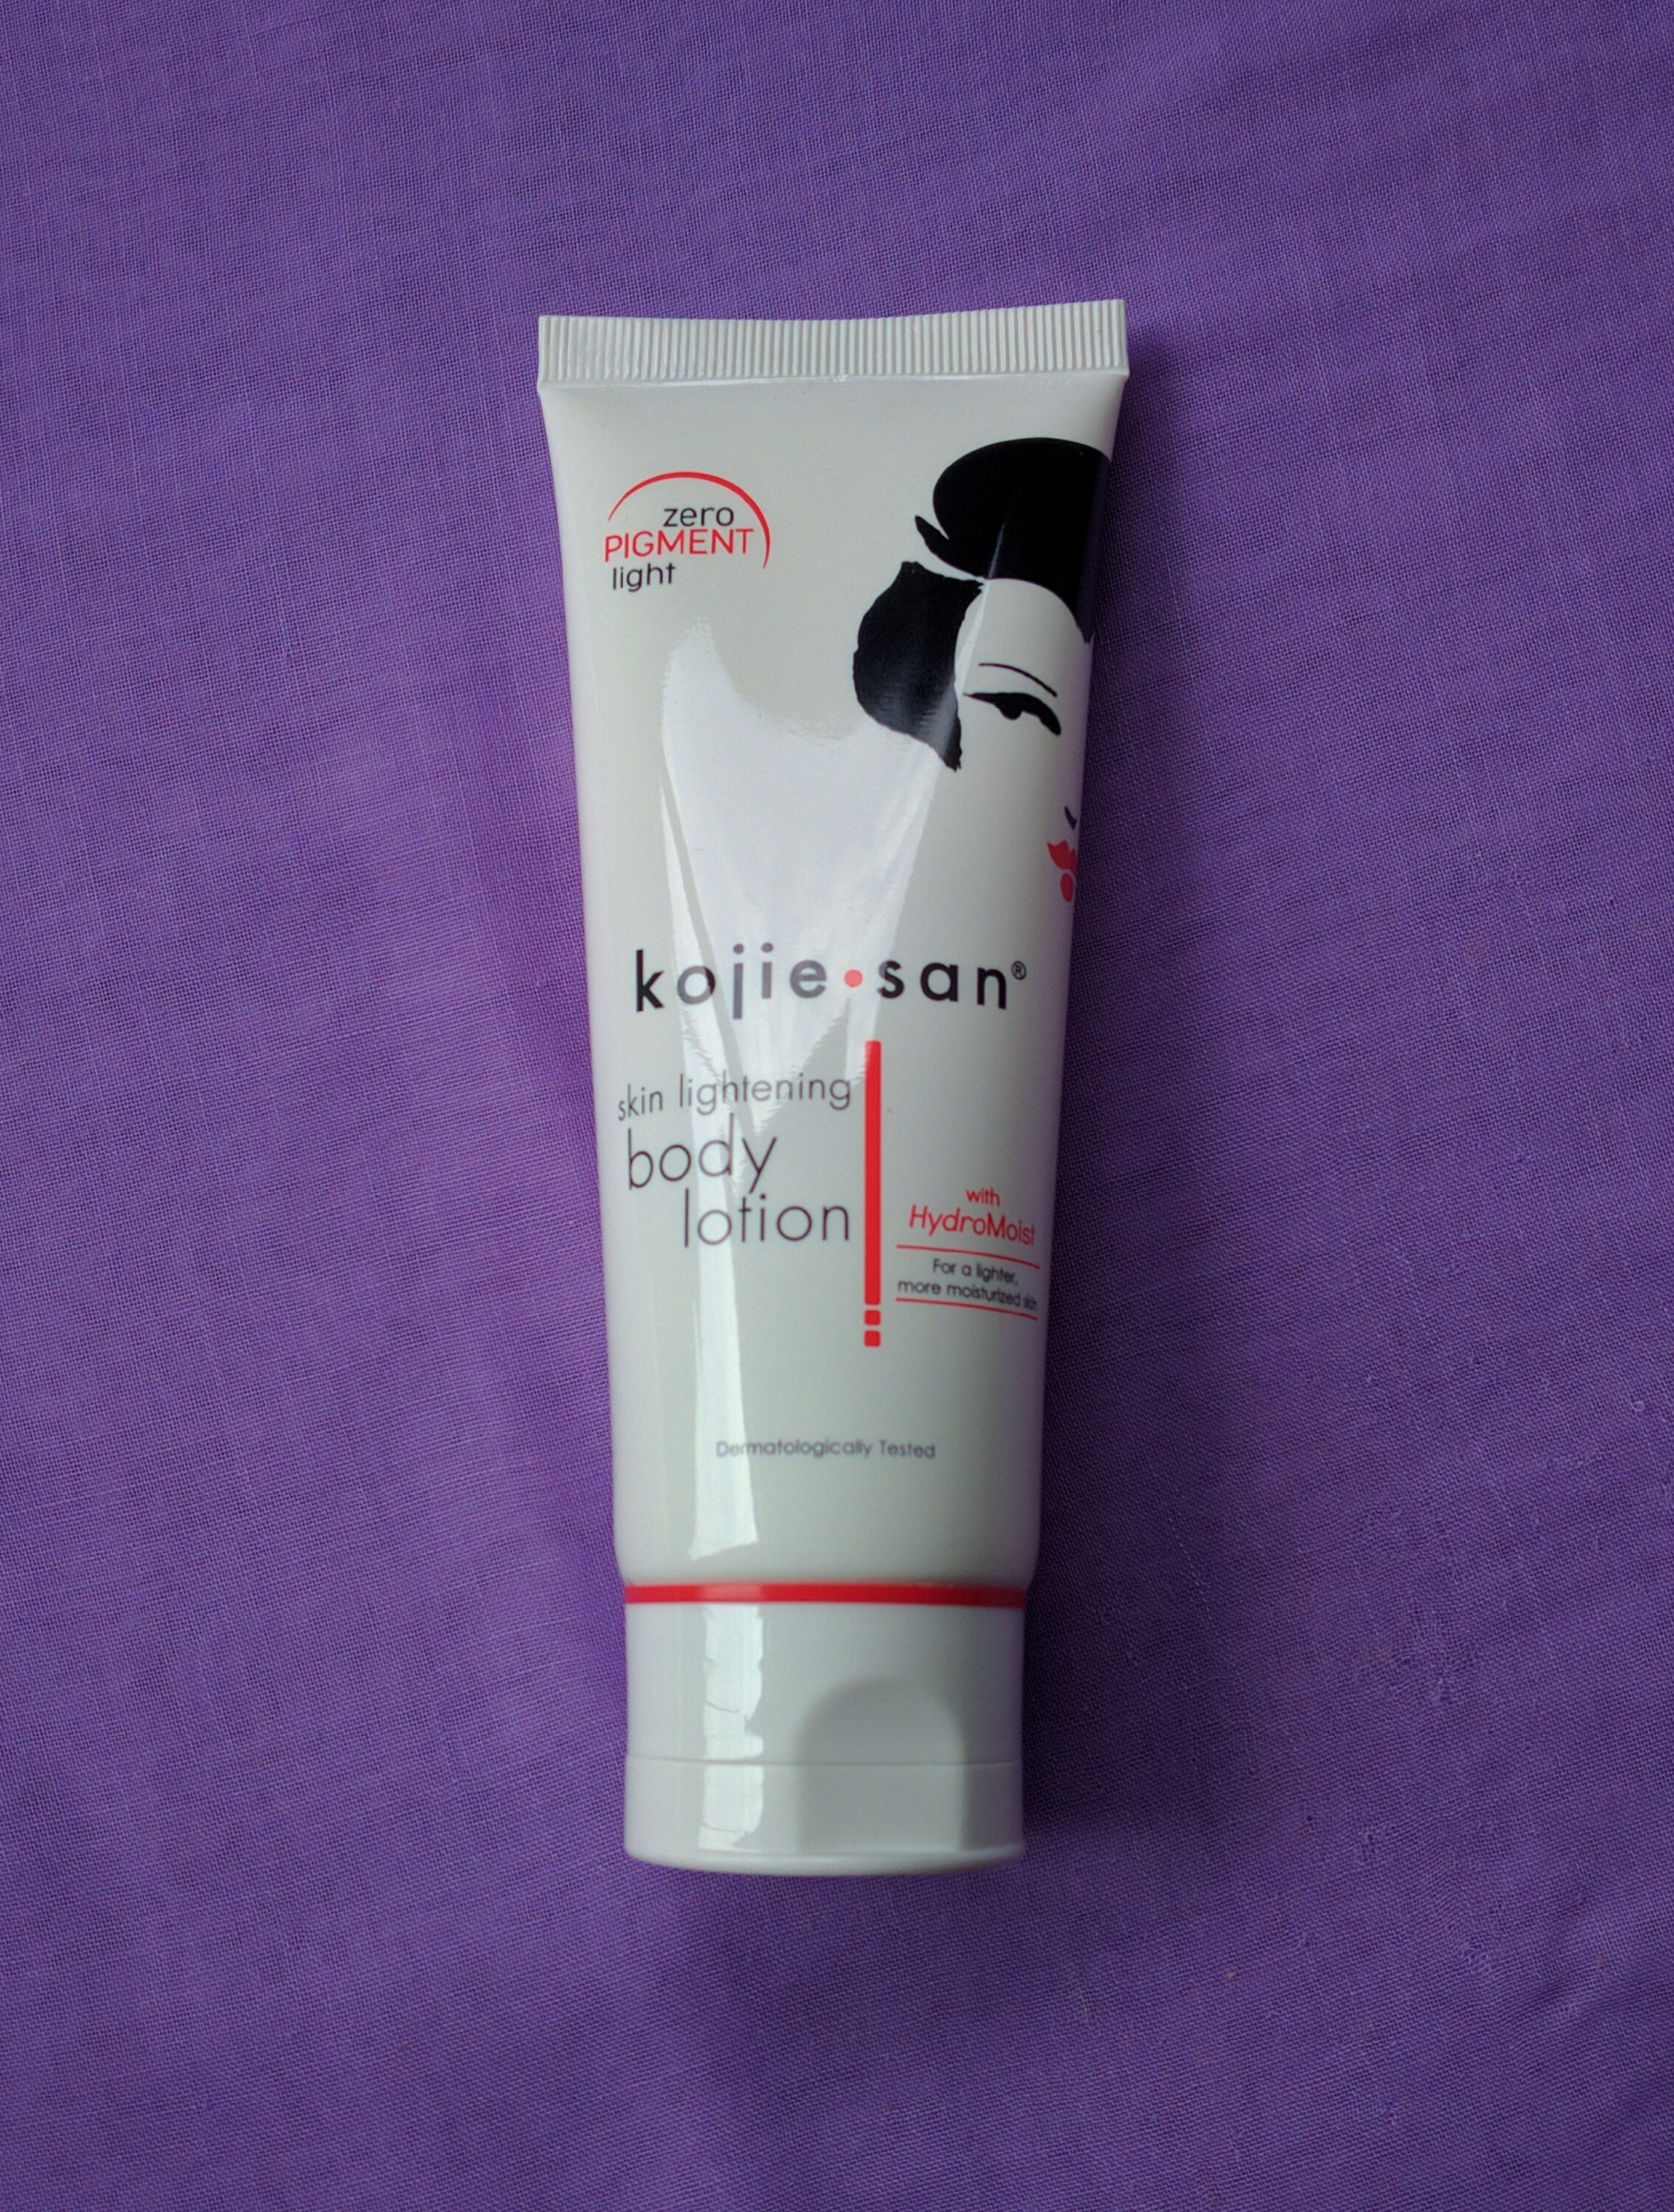 zero
PIGMENT
light
kojie•san®
skin lightening
body
lotion
with
HydroMoist
For a lighter,
more moisturized skin
Dermatologically Tested